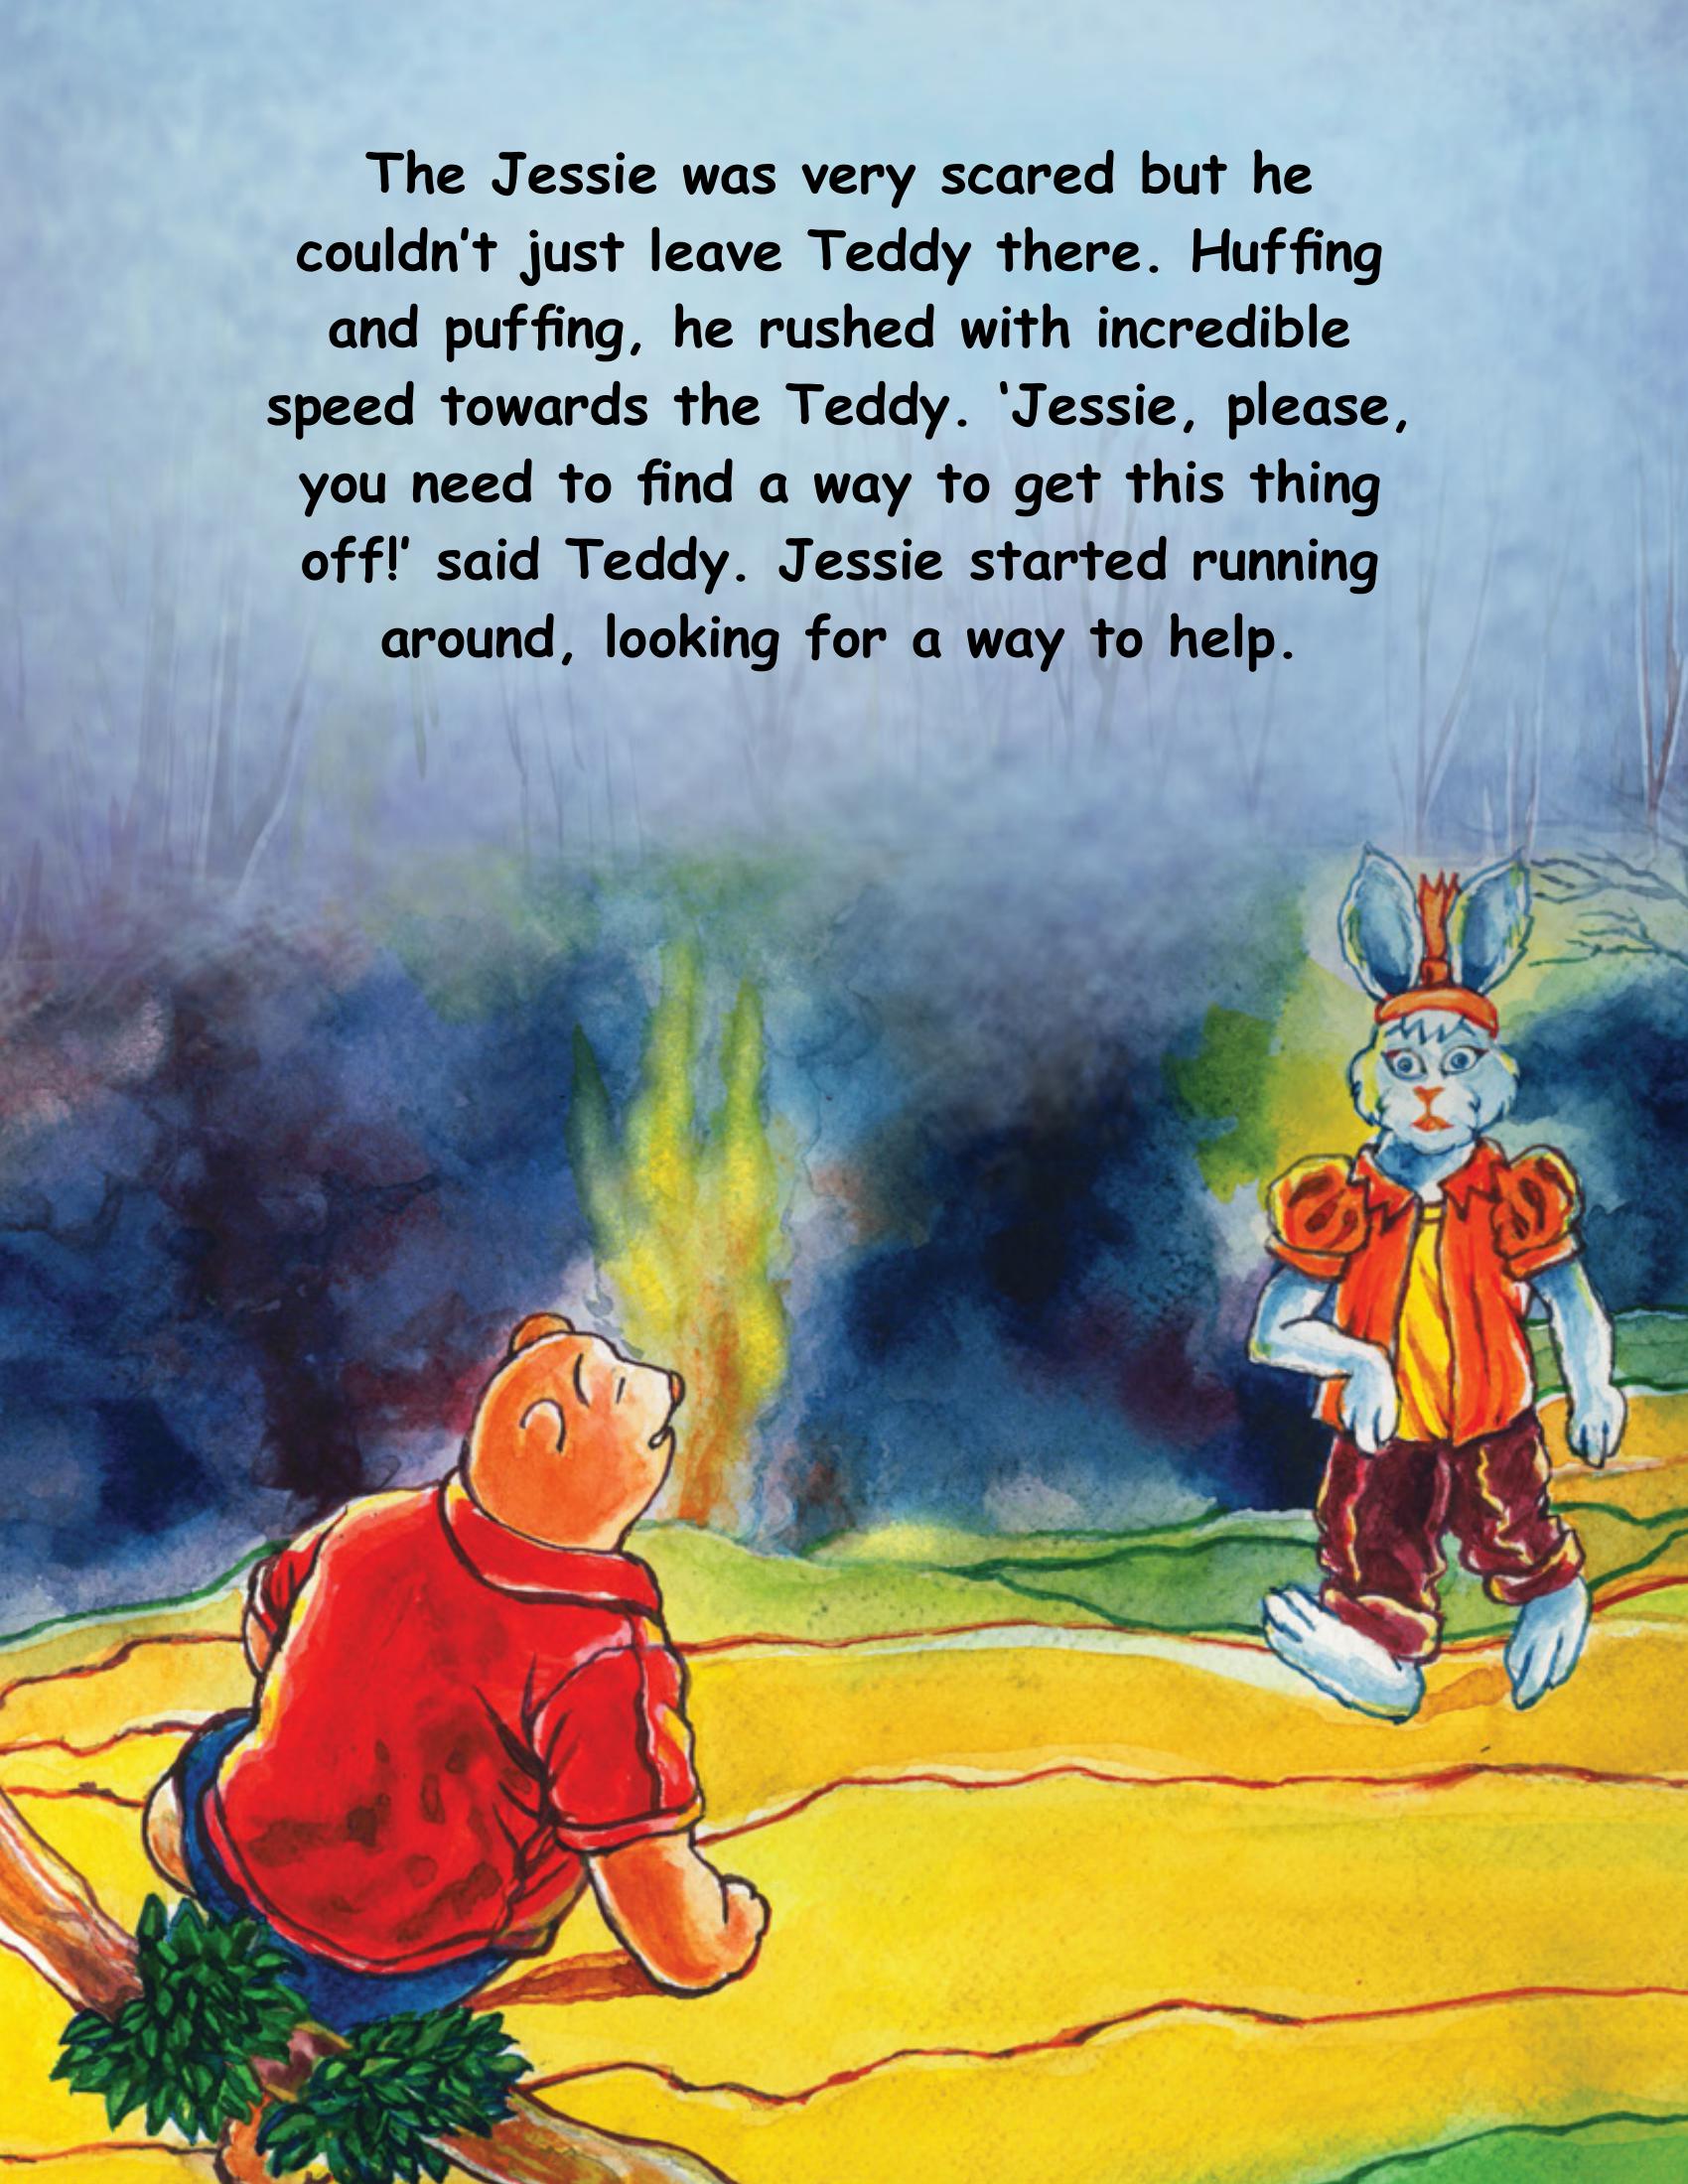 The Jessie was very scared but he
couldn't just leave Teddy there. Huffing
and puffing, he rushed with incredible
speed towards the Teddy. ‘Jessie, please,
you need to find a way to get this thing
off!’ said Teddy. Jessie started running
around, looking for a way to help.